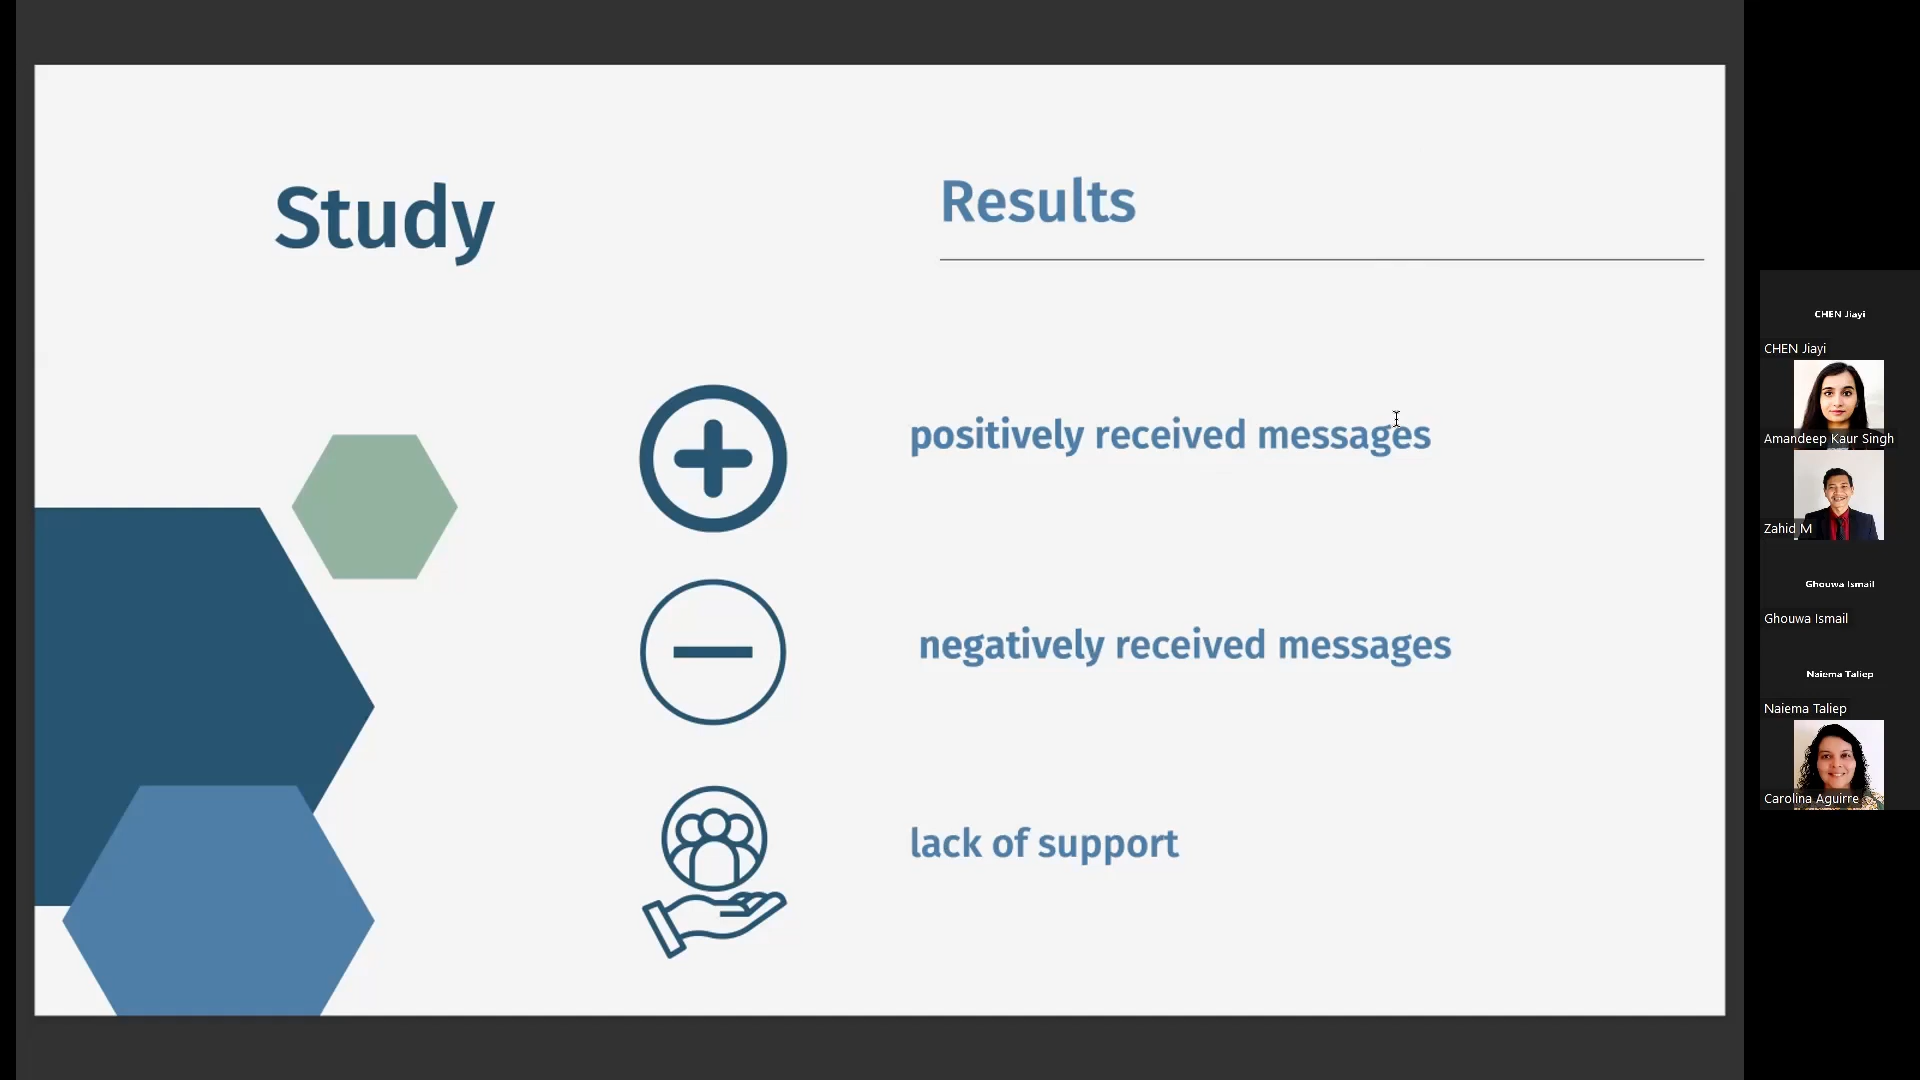 Study
Results
positively received messages
negatively received messages
lack of support
CHEN Jiayi
CHEN Jiayi
Amandeep Kaur Singh
Zahid M
Ghouwa Ismail
Ghouwa Ismail
Naiema Taliep
Naiema Taliep
Carolina Aguirre